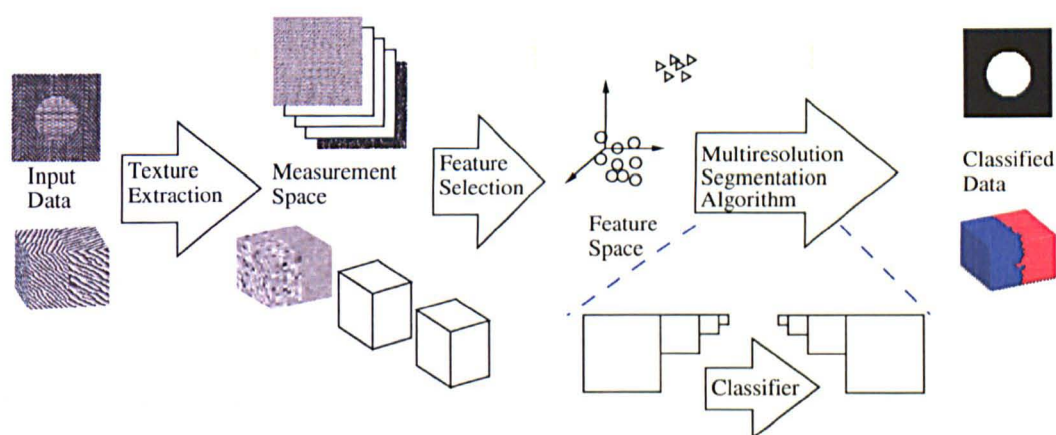 Input
Data
Texture
Extraction
Measurement
Space
Feature
Selection
Feature
Space
Multiresolution
Segmentation
Algorithm
Classifier
Classified
Data